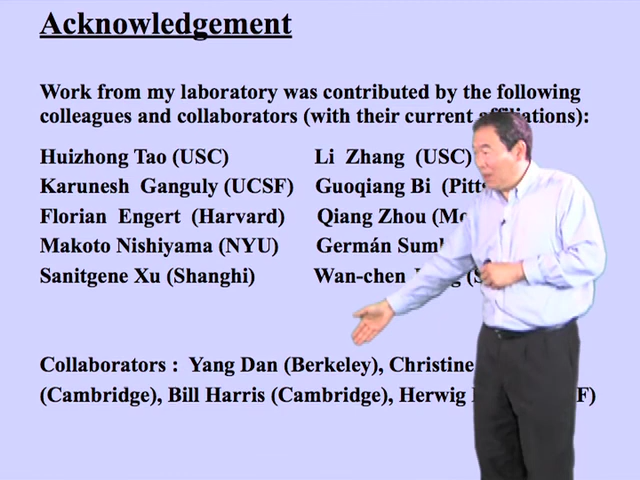 Acknowledgement
Work from my laboratory was contributed by the following
colleagues and collaborators (with their current affiliations):
Huizhong Tao (USC) Li Zhang (USC)
Karunesh Ganguly (UCSF) Guoqiang Bi
Florian Engert (Harvard) Qiang Zhou
Makoto Nishiyama (NYU) Germán
Sanitgene Xu (Shanghi) Wan-chen
Collaborators : Yang Dan (Berkeley), Christine
(Cambridge), Bill Harris (Cambridge), Herwig